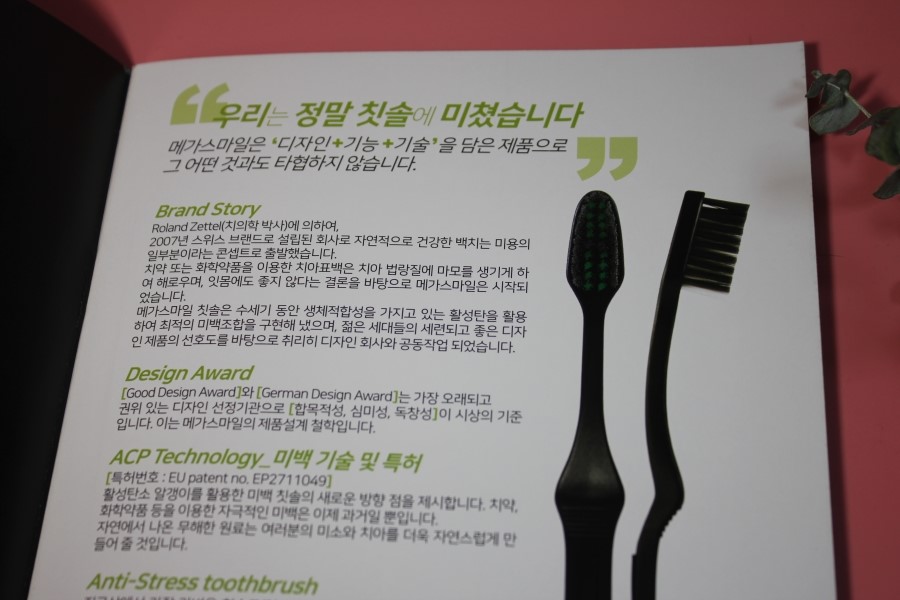 “우리는 정말 칫솔에 미쳤습니다
메가스마일은 ‘디자인+기능+기술’을 담은 제품으로
그 어떤 것과도 타협하지 않습니다.”
Brand Story
Roland Zettel(치의학 박사)에 의하여,
2007년 스위스 브랜드로 설립된 회사로 자연적으로 건강한 백치는 미용의
일부분이라는 콘셉트로 출발했습니다.
치약 또는 화학약품을 이용한 치아표백은 치아 법랑질에 마모를 생기게 하
여 해로우며, 잇몸에도 좋지 않다는 결론을 바탕으로 메가스마일은 시작되
었습니다.
메가스마일 칫솔은 수세기 동안 생체적합성을 가지고 있는 활성탄을 활용
하여 최적의 미백조합을 구현해 냈으며, 젊은 세대들의 세련되고 좋은 디자
인 제품의 선호도를 바탕으로 취리히 디자인 회사와 공동작업 되었습니다.
Design Award
[Good Design Award]와 [German Design Award]는 가장 오래되고
권위 있는 디자인 선정기관으로 [합목적성, 심미성, 독창성]이 시상의 기준
입니다. 이는 메가스마일의 제품설계 철학입니다.
ACP Technology_미백 기술 및 특허
[특허번호 : EU patent no. EP2711049]
활성탄소 알갱이를 활용한 미백 칫솔의 새로운 방향 점을 제시합니다. 치약,
화학약품 등을 이용한 자극적인 미백은 이제 과거일 뿐입니다.
자연에서 나온 무해한 원료는 여러분의 미소와 치아를 더욱 자연스럽게 만
들어 줄 것입니다.
Anti-Stress toothbrush